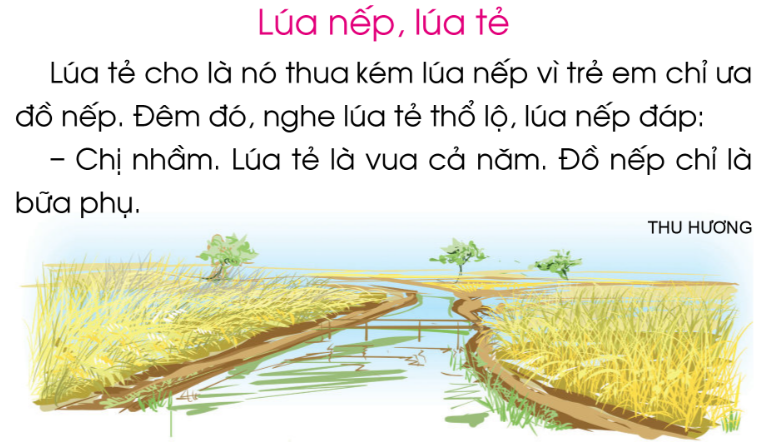 Lúa nếp, lúa tẻ
Lúa tẻ cho là nó thua kém lúa nếp vì trẻ em chỉ ưa
đồ nếp. Đêm đó, nghe lúa tẻ thổ lộ, lúa nếp đáp:
– Chị nhầm. Lúa tẻ là vua cả năm. Đồ nếp chỉ là
bữa phụ.
THU HƯƠNG